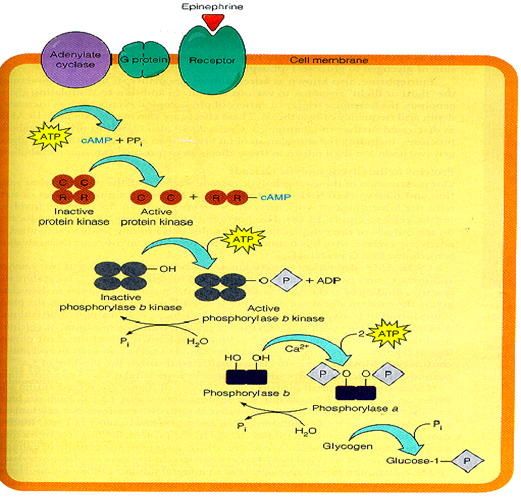 Epinephrine
Adenylate
cyclase
G protein
Receptor
Cell membrane
ATP
cAMP + PPi
C C
R R
C C + R R cAMP
Inactive
protein kinase
Active
protein kinase
ATP
OH
O P + ADP
Inactive
phosphorylase b kinase
Active
phosphorylase b kinase
Pi
H2O
Ca2+
2 ATP
HO OH
P O O P
Phosphorylase b
Phosphorylase a
Pi
H2O
Glycogen
Pi
Glucose-1 P